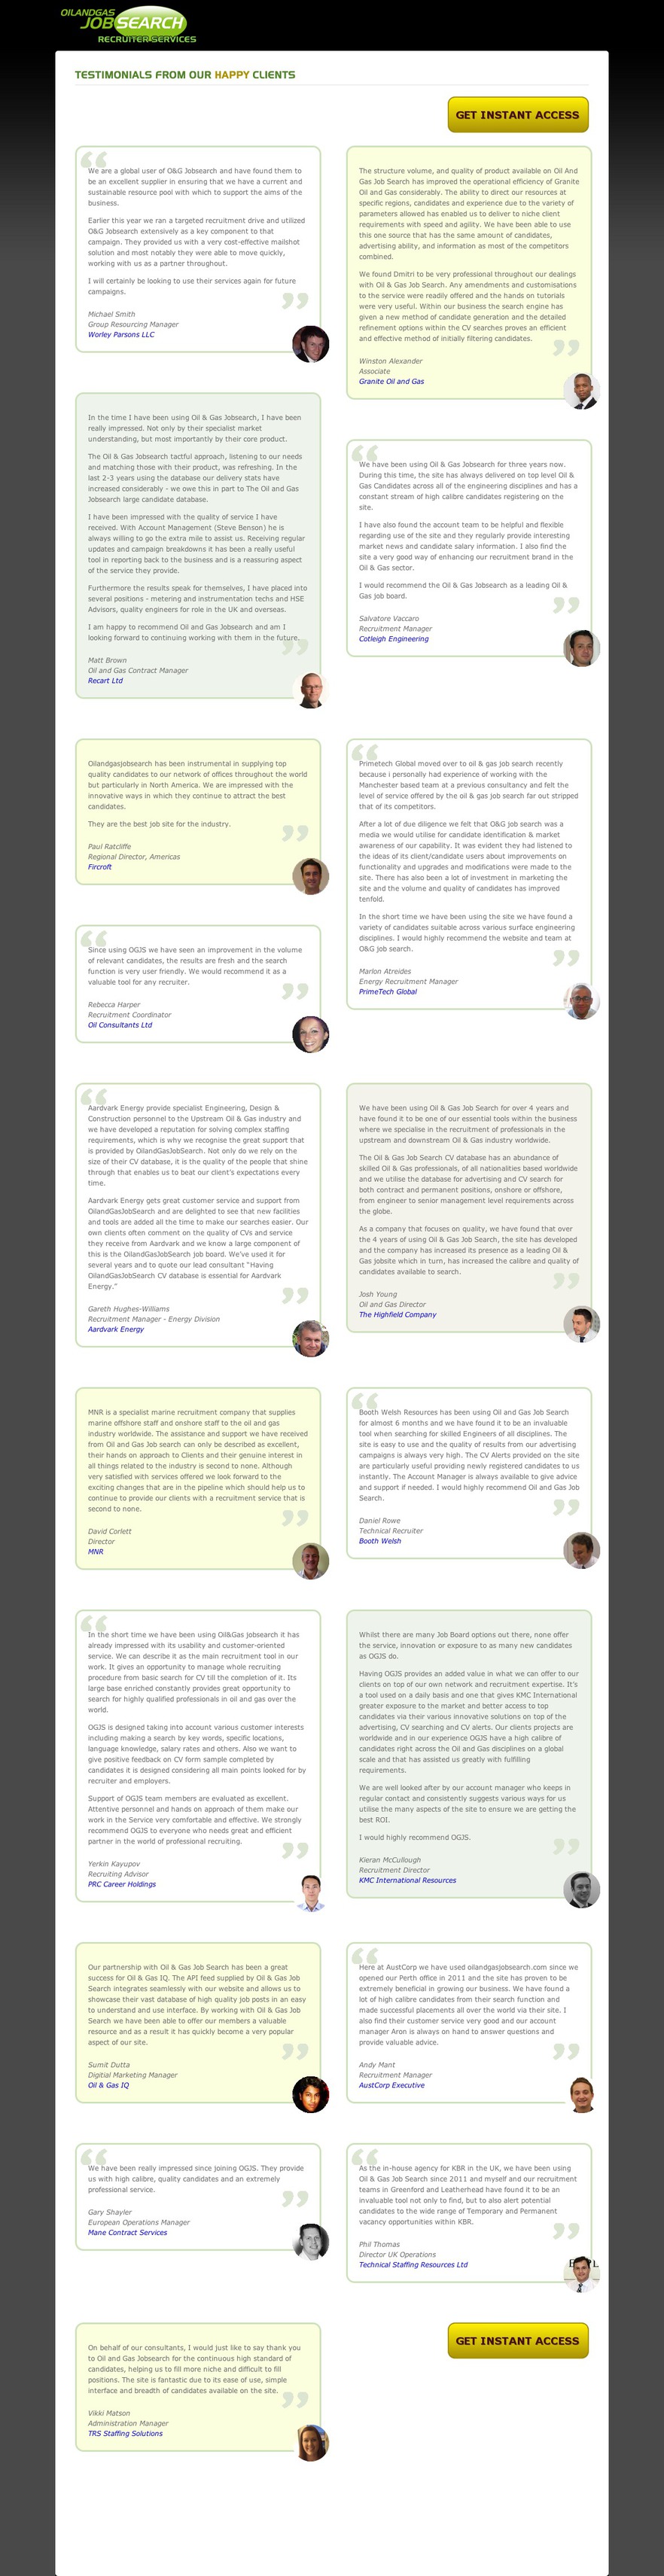 OILANDGAS
JOBSEARCH
RECRUITER SERVICES
TESTIMONIALS FROM OUR HAPPY CLIENTS
GET INSTANT ACCESS
We are a global user of O&G Jobsearch and have found them to
be an excellent supplier in ensuring that we have a current and
sustainable resource pool with which to support the aims of the
business.
Earlier this year we ran a targeted recruitment drive and utilized
O&G Jobsearch extensively as a key component to that
campaign. They provided us with a very cost-effective mailshot
solution and most notably they were able to move quickly,
working with us as a partner throughout.
I will certainly be looking to use their services again for future
campaigns.
Michael Smith
Group Resourcing Manager
Worley Parsons LLC
The structure volume, and quality of product available on Oil And
Gas Job Search has improved the operational efficiency of Granite
Oil and Gas considerably. The ability to direct our resources at
specific regions, candidates and experience due to the variety of
parameters allowed has enabled us to deliver to niche client
requirements with speed and agility. We have been able to use
this one source that has the same amount of candidates,
advertising ability, and information as most of the competitors
combined.
We found Dmitri to be very professional throughout our dealings
with Oil & Gas Job Search. Any amendments and customisations
to the service were readily offered and the hands on tutorials
were very useful. Within our business the search engine has
given a new method of candidate generation and the detailed
refinement options within the CV searches proves an efficient
and effective method of initially filtering candidates.
Winston Alexander
Associate
Granite Oil and Gas
In the time I have been using Oil & Gas Jobsearch, I have been
really impressed. Not only by their specialist market
understanding, but most importantly by their core product.
The Oil & Gas Jobsearch tactful approach, listening to our needs
and matching those with their product, was refreshing. In the
last 2-3 years using the database our delivery stats have
increased considerably - we owe this in part to The Oil and Gas
Jobsearch large candidate database.
I have been impressed with the quality of service I have
received. With Account Management (Steve Benson) he is
always willing to go the extra mile to assist us. Receiving regular
updates and campaign breakdowns it has been a really useful
tool in reporting back to the business and is a reassuring aspect
of the service they provide.
Furthermore the results speak for themselves, I have placed into
several positions - metering and instrumentation techs and HSE
Advisors, quality engineers for role in the UK and overseas.
I am happy to recommend Oil and Gas Jobsearch and am I
looking forward to continuing working with them in the future.
Matt Brown
Oil and Gas Contract Manager
Recart Ltd
We have been using Oil & Gas Jobsearch for three years now.
During this time, the site has always delivered on top level Oil &
Gas Candidates across all of the engineering disciplines and has a
constant stream of high calibre candidates registering on the
site.
I have also found the account team to be helpful and flexible
regarding use of the site and they regularly provide interesting
market news and candidate salary information. I also find the
site a very good way of enhancing our recruitment brand in the
Oil & Gas sector.
I would recommend the Oil & Gas Jobsearch as a leading Oil &
Gas job board.
Salvatore Vaccaro
Recruitment Manager
Cotleigh Engineering
Oilandgasjobsearch has been instrumental in supplying top
quality candidates to our network of offices throughout the world
but particularly in North America. We are impressed with the
innovative ways in which they continue to attract the best
candidates.
They are the best job site for the industry.
Paul Ratcliffe
Regional Director, Americas
Fircroft
Primetech Global moved over to oil & gas job search recently
because i personally had experience of working with the
Manchester based team at a previous consultancy and felt the
level of service offered by the oil & gas job search far out stripped
that of its competitors.
After a lot of due diligence we felt that O&G job search was a
media we would utilise for candidate identification & market
awareness of our capability. It was evident they had listened to
the ideas of its client/candidate users about improvements on
functionality and upgrades and modifications were made to the
site. There has also been a lot of investment in marketing the
site and the volume and quality of candidates has improved
tenfold.
In the short time we have been using the site we have found a
variety of candidates suitable across various surface engineering
disciplines. I would highly recommend the website and team at
O&G job search.
Marlon Atreides
Energy Recruitment Manager
PrimeTech Global
Since using OGJS we have seen an improvement in the volume
of relevant candidates, the results are fresh and the search
function is very user friendly. We would recommend it as a
valuable tool for any recruiter.
Rebecca Harper
Recruitment Coordinator
Oil Consultants Ltd
Aardvark Energy provide specialist Engineering, Design &
Construction personnel to the Upstream Oil & Gas industry and
we have developed a reputation for solving complex staffing
requirements, which is why we recognise the great support that
is provided by OilandGasJobSearch. Not only do we rely on the
size of their CV database, it is the quality of the people that shine
through that enables us to beat our client's expectations every
time.
Aardvark Energy gets great customer service and support from
OilandGasJobSearch and are delighted to see that new facilities
and tools are added all the time to make our searches easier. Our
own clients often comment on the quality of CVs and service
they receive from Aardvark and we know a large component of
this is the OilandGasJobSearch job board. We've used it for
several years and to quote our lead consultant "Having
OilandGasJobSearch CV database is essential for Aardvark
Energy."
Gareth Hughes-Williams
Recruitment Manager - Energy Division
Aardvark Energy
We have been using Oil & Gas Job Search for over 4 years and
have found it to be one of our essential tools within the business
where we specialise in the recruitment of professionals in the
upstream and downstream Oil & Gas industry worldwide.
The Oil & Gas Job Search CV database has an abundance of
skilled Oil & Gas professionals, of all nationalities based worldwide
and we utilise the database for advertising and CV search for
both contract and permanent positions, onshore or offshore,
from engineer to senior management level requirements across
the globe.
As a company that focuses on quality, we have found that over
the 4 years of using Oil & Gas Job Search, the site has developed
and the company has increased its presence as a leading Oil &
Gas jobsite which in turn, has increased the calibre and quality of
candidates available to search.
Josh Young
Oil and Gas Director
The Highfield Company
MNR is a specialist marine recruitment company that supplies
marine offshore staff and onshore staff to the oil and gas
industry worldwide. The assistance and support we have received
from Oil and Gas Job search can only be described as excellent,
their hands on approach to Clients and their genuine interest in
all things related to the industry is second to none. Although
very satisfied with services offered we look forward to the
exciting changes that are in the pipeline which should help us to
continue to provide our clients with a recruitment service that is
second to none.
David Corlett
Director
MNR
Booth Welsh Resources has been using Oil and Gas Job Search
for almost 6 months and we have found it to be an invaluable
tool when searching for skilled Engineers of all disciplines. The
site is easy to use and the quality of results from our advertising
campaigns is always very high. The CV Alerts provided on the site
are particularly useful providing newly registered candidates to us
instantly. The Account Manager is always available to give advice
and support if needed. I would highly recommend Oil and Gas Job
Search.
Daniel Rowe
Technical Recruiter
Booth Welsh
In the short time we have been using Oil&Gas jobsearch it has
already impressed with its usability and customer-oriented
service. We can describe it as the main recruitment tool in our
work. It gives an opportunity to manage whole recruiting
procedure from basic search for CV till the completion of it. Its
large base enriched constantly provides great opportunity to
search for highly qualified professionals in oil and gas over the
world.
OGJS is designed taking into account various customer interests
including making a search by key words, specific locations,
language knowledge, salary rates and others. Also we want to
give positive feedback on CV form sample completed by
candidates it is designed considering all main points looked for by
recruiter and employers.
Support of OGJS team members are evaluated as excellent.
Attentive personnel and hands on approach of them make our
work in the Service very comfortable and effective. We strongly
recommend OGJS to everyone who needs great and efficient
partner in the world of professional recruiting.
Yerkin Kayupov
Recruiting Advisor
PRC Career Holdings
Whilst there are many Job Board options out there, none offer
the service, innovation or exposure to as many new candidates
as OGJS do.
Having OGJS provides an added value in what we can offer to our
clients on top of our own network and recruitment expertise. It's
a tool used on a daily basis and one that gives KMC International
greater exposure to the market and better access to top
candidates via their various innovative solutions on top of the
advertising, CV searching and CV alerts. Our clients projects are
worldwide and in our experience OGJS have a high calibre of
candidates right across the Oil and Gas disciplines on a global
scale and that has assisted us greatly with fulfilling
requirements.
We are well looked after by our account manager who keeps in
regular contact and consistently suggests various ways for us
utilise the many aspects of the site to ensure we are getting the
best ROI.
I would highly recommend OGJS.
Kieran McCullough
Recruitment Director
KMC International Resources
Our partnership with Oil & Gas Job Search has been a great
success for Oil & Gas IQ. The API feed supplied by Oil & Gas Job
Search integrates seamlessly with our website and allows us to
showcase their vast database of high quality job posts in an easy
to understand and use interface. By working with Oil & Gas Job
Search we have been able to offer our members a valuable
resource and as a result it has quickly become a very popular
aspect of our site.
Sumit Dutta
Digitial Marketing Manager
Oil & Gas IQ
Here at AustCorp we have used oilandgasjobsearch.com since we
opened our Perth office in 2011 and the site has proven to be
extremely beneficial in growing our business. We have found a
lot of high calibre candidates from their search function and
made successful placements all over the world via their site. I
also find their customer service very good and our account
manager Aron is always on hand to answer questions and
provide valuable advice.
Andy Mant
Recruitment Manager
AustCorp Executive
We have been really impressed since joining OGJS. They provide
us with high calibre, quality candidates and an extremely
professional service.
Gary Shayler
European Operations Manager
Mane Contract Services
As the in-house agency for KBR in the UK, we have been using
Oil & Gas Job Search since 2011 and myself and our recruitment
teams in Greenford and Leatherhead have found it to be an
invaluable tool not only to find, but to also alert potential
candidates to the wide range of Temporary and Permanent
vacancy opportunities within KBR.
Phil Thomas
Director UK Operations
Technical Staffing Resources Ltd
On behalf of our consultants, I would just like to say thank you
to Oil and Gas Jobsearch for the continuous high standard of
candidates, helping us to fill more niche and difficult to fill
positions. The site is fantastic due to its ease of use, simple
interface and breadth of candidates available on the site.
Vikki Matson
Administration Manager
TRS Staffing Solutions
GET INSTANT ACCESS